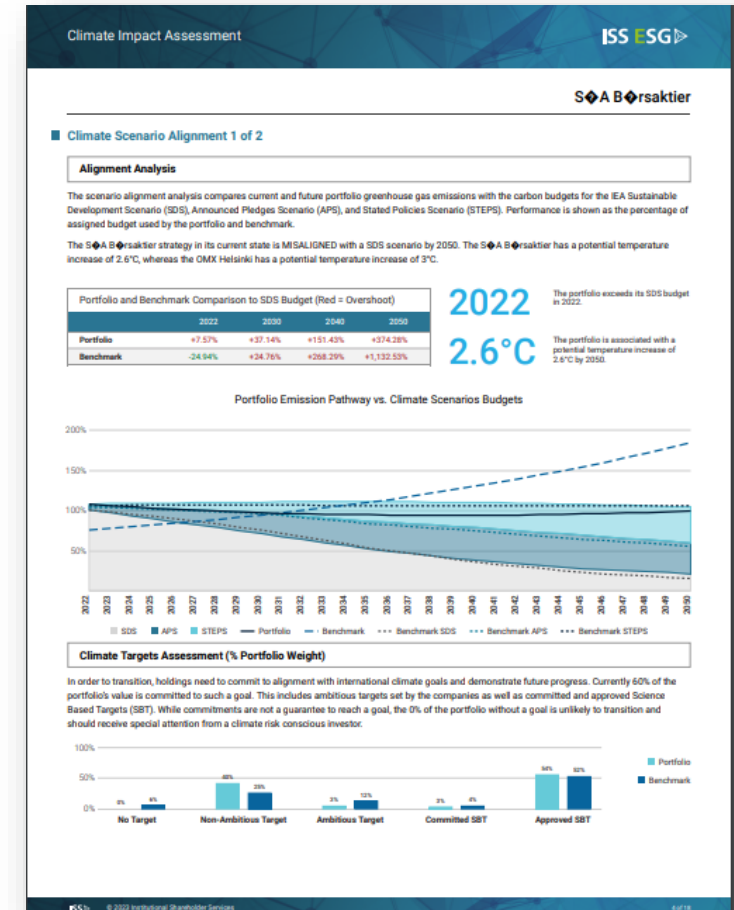 Climate Impact Assessment
ISS ESG
S�A B�rsaktier
Climate Scenario Alignment 1 of 2
Alignment Analysis
The scenario alignment analysis compares current and future portfolio greenhouse gas emissions with the carbon budgets for the IEA Sustainable
Development Scenario (SDS), Announced Pledges Scenario (APS), and Stated Policies Scenario (STEPS). Performance is shown as the percentage of
assigned budget used by the portfolio and benchmark.
The S�A B�rsaktier strategy in its current state is MISALIGNED with a SDS scenario by 2050. The S�A B�rsaktier has a potential temperature
increase of 2.6°C, whereas the OMX Helsinki has a potential temperature increase of 3°C.
Portfolio and Benchmark Comparison to SDS Budget (Red = Overshoot)
2022 2030 2040 2050
Portfolio +7.57% +37.14% +151.43% +374.28%
Benchmark -24.94% +24.76% +268.29% +1,132.53%
2022
The portfolio exceeds its SDS budget
in 2022.
2.6°C
The portfolio is associated with a
potential temperature increase of
2.6°C by 2050.
Portfolio Emission Pathway vs. Climate Scenarios Budgets
200%
150%
100%
50%
2022 2023 2024 2025 2026 2027 2028 2029 2030 2031 2032 2033 2034 2035 2036 2037 2038 2039 2040 2041 2042 2043 2044 2045 2046 2047 2048 2049 2050
SDS APS STEPS Portfolio Benchmark Benchmark SDS Benchmark APS Benchmark STEPS
Climate Targets Assessment (% Portfolio Weight)
In order to transition, holdings need to commit to alignment with international climate goals and demonstrate future progress. Currently 60% of the
portfolio's value is committed to such a goal. This includes ambitious targets set by the companies as well as committed and approved Science
Based Targets (SBT). While commitments are not a guarantee to reach a goal, the 0% of the portfolio without a goal is unlikely to transition and
should receive special attention from a climate risk conscious investor.
100%
50%
0%
0% 6% 3% 12% 3% 4% 52%
No Target Non-Ambitious Target Ambitious Target Committed SBT Approved SBT
Portfolio
Benchmark
ISS
© 2023 Institutional Shareholder Services